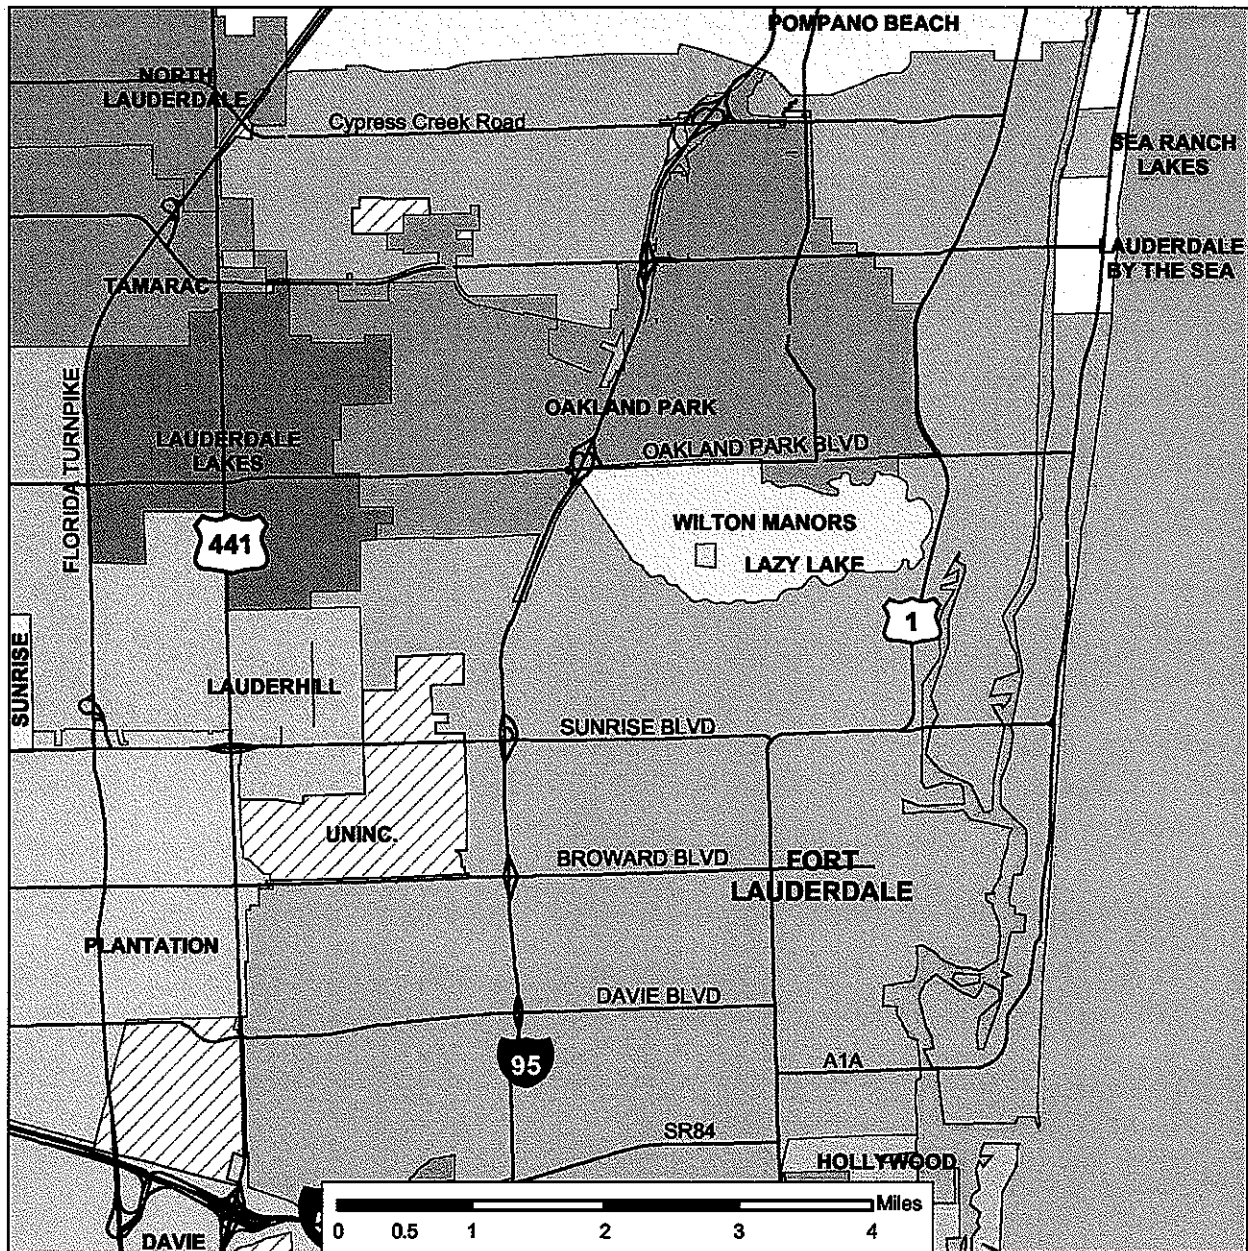 POMPANO BEACH
NORTH
LAUDERDALE
Cypress Creek Road
SEA RANCH
LAKES
LAUDERDALE
BY THE SEA
TAMARAC
FLORIDA TURNPIKE
OAKLAND PARK
LAUDERDALE
LAKES
OAKLAND PARK BLVD
WILTON MANORS
441
LAZY LAKE
1
SUNRISE
LAUDERHILL
SUNRISE BLVD
UNINC.
BROWARD BLVD
FORT
LAUDERDALE
PLANTATION
DAVIE BLVD
95
A1A
SR84
HOLLYWOOD
Miles
0 0.5 1 2 3 4
DAVIE